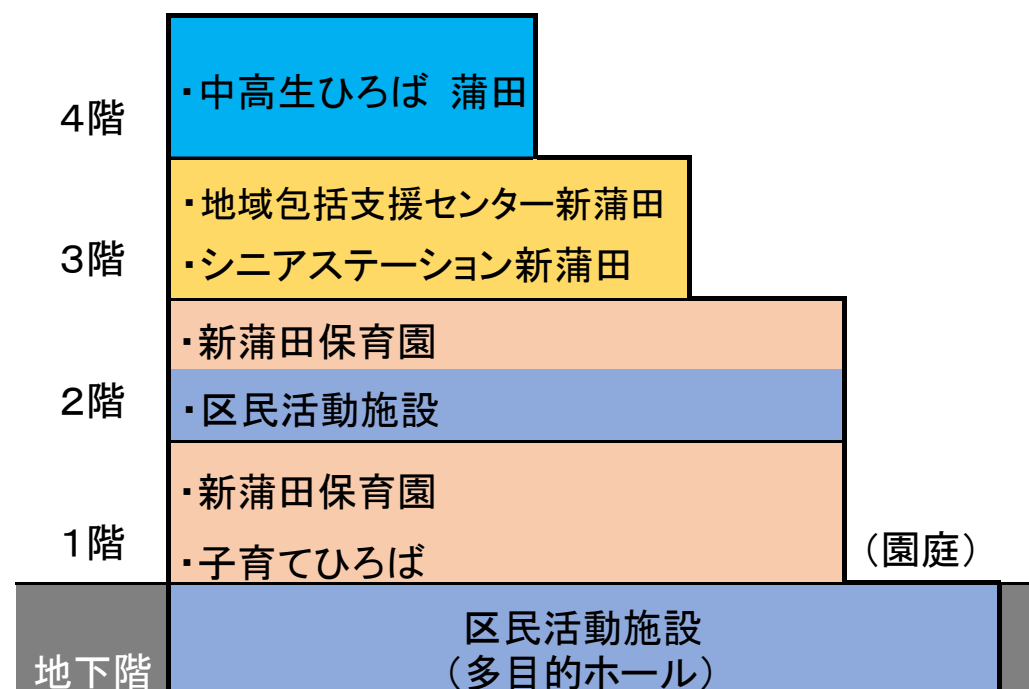 4階
・中高生ひろば 蒲田
3階
・地域包括支援センター新蒲田
・シニアステーション新蒲田
2階
・新蒲田保育園
・区民活動施設
1階
・新蒲田保育園
・子育てひろば
（園庭）
地下階
区民活動施設
（多目的ホール）